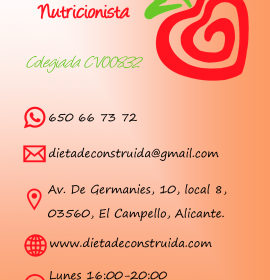 Nutricionista
Colegiada CV00832
650 66 73 72
dietadeconstruida@gmail.com
Av. De Germanies, 10, local 8,
03560, El Campello, Alicante.
www.dietadeconstruida.com
Lunes 16:00-20:00